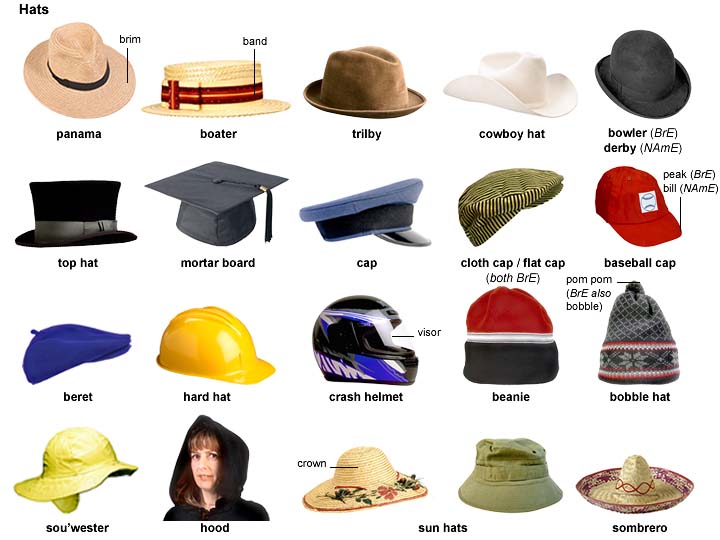 Hats
brim
band
panama
boater
trilby
cowboy hat
bowler (BrE)
derby (NAmE)
peak (BrE)
bill (NAmE)
top hat
mortar board
cap
cloth cap / flat cap
(both BrE)
baseball cap
pom pom
(BrE also
bobble)
visor
beret
hard hat
crash helmet
beanie
bobble hat
crown
sou'wester
hood
sun hats
sombrero